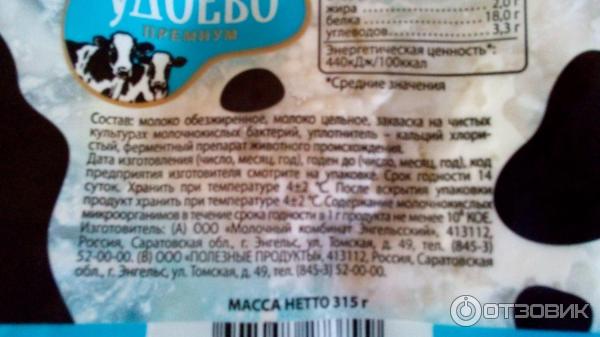 УДОЕВО
ПРЕМИУМ
жира 2,0 г
белка 18,0 г
углеводов 3,3 г
Энергетическая ценность*:
440кДж/100ккал
*Средние значения
Состав: молоко обезжиренное, молоко цельное, закваска на чистых
культурах молочнокислых бактерий, уплотнитель – кальций хлори-
стый, ферментный препарат животного происхождения.
Дата изготовления (число, месяц, год), годен до (число, месяц, год), код
предприятия изготовителя смотрите на упаковке. Срок годности 14
суток. Хранить при температуре 4±2 °С. После вскрытия упаковки
продукт хранить при температуре 4±2 °С. Содержание молочнокислых
микроорганизмов в течение срока годности в 1 г продукта не менее 10⁶ КОЕ.
Изготовитель: (А) ООО «Молочный комбинат Энгельсский», 413112,
Россия, Саратовская обл., г. Энгельс, ул. Томская, д. 49, тел. (845-3)
52-00-00. (В) ООО «ПОЛЕЗНЫЕ ПРОДУКТЫ», 413112, Россия, Саратовская
обл., г. Энгельс, ул. Томская, д. 49, тел. (845-3) 52-00-00.
МАССА НЕТТО 315 г
ОТЗОВИК